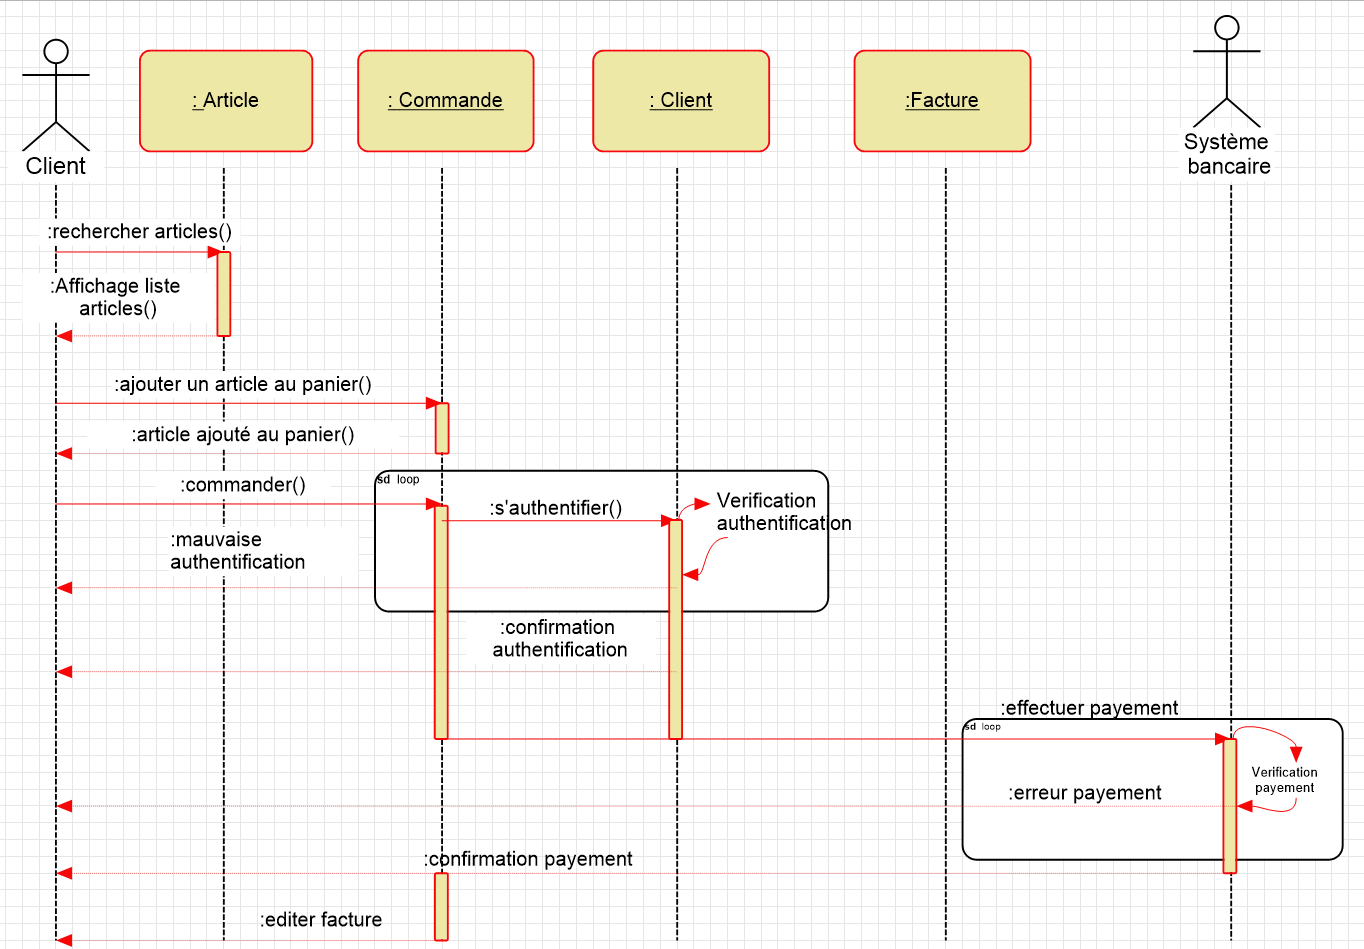 Client
: Article
: Commande
: Client
:Facture
Système
bancaire
:rechercher articles()
:Affichage liste
articles()
:ajouter un article au panier()
:article ajouté au panier()
sd loop
:commander()
:s'authentifier()
Verification
authentification
:mauvaise
authentification
:confirmation
authentification
:effectuer payement
sd loop
Verification
payement
:erreur payement
:confirmation payement
:editer facture